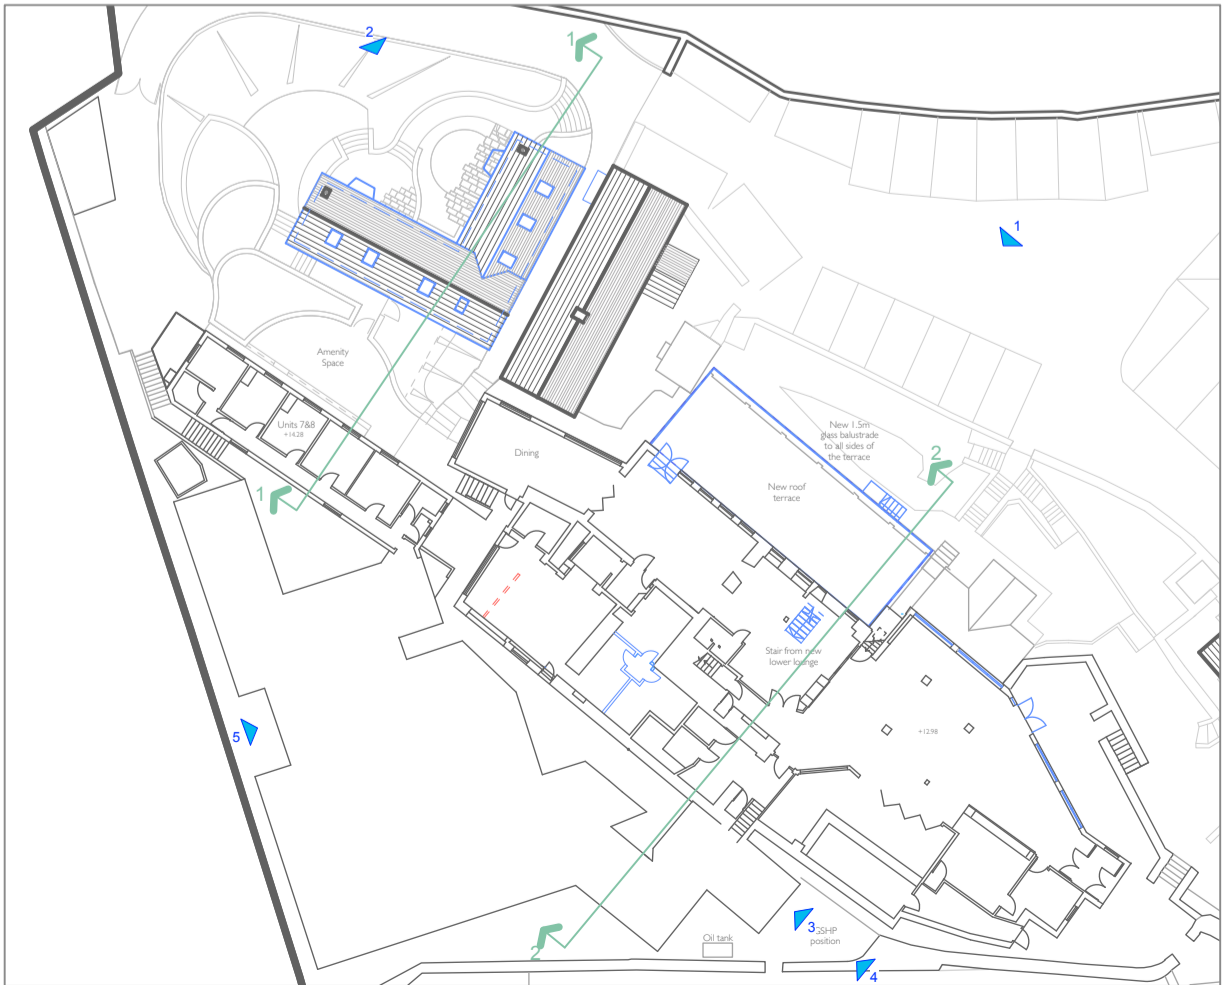 2
1
1
Amenity
Space
Units 7&8
+14.28
1
Dining
New 1.5m
glass balustrade
to all sides of
the terrace
2
New roof
terrace
Stair from new
lower lounge
+12.98
5
3
GSHP
position
Oil tank
2
4